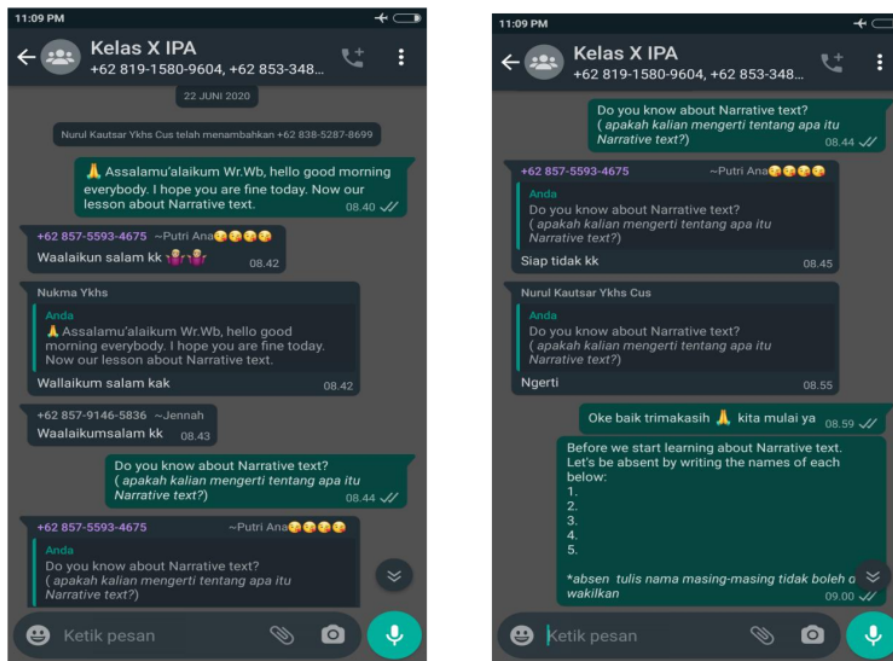 11:09 PM
Kelas X IPA
+62 819-1580-9604, +62 853-348...
22 JUNI 2020
Nurul Kautsar Ykhs Cus telah menambahkan +62 838-5287-8699
🙏 Assalamu'alaikum Wr.Wb, hello good morning
everybody. I hope you are fine today. Now our
lesson about Narrative text. 08.40
+62 857-5593-4675 ~Putri Ana😘😘😘😘
Waalaikun salam kk 🤷‍♀️🤷‍♀️ 08.42
Nukma Ykhs
Anda
🙏 Assalamu'alaikum Wr.Wb, hello good
morning everybody. I hope you are fine today.
Now our lesson about Narrative text.
Wallaikum salam kak 08.42
+62 857-9146-5836 ~Jennah
Waalaikumsalam kk 08.43
Do you know about Narrative text?
( apakah kalian mengerti tentang apa itu
Narrative text?) 08.44
+62 857-5593-4675 ~Putri Ana😘😘😘😘
Anda
Do you know about Narrative text?
( apakah kalian mengerti tentang apa itu
Narrative text?)
Ketik pesan
11:09 PM
Kelas X IPA
+62 819-1580-9604, +62 853-348...
Do you know about Narrative text?
( apakah kalian mengerti tentang apa itu
Narrative text?) 08.44
+62 857-5593-4675 ~Putri Ana😘😘😘😘
Anda
Do you know about Narrative text?
( apakah kalian mengerti tentang apa itu
Narrative text?)
Siap tidak kk 08.45
Nurul Kautsar Ykhs Cus
Anda
Do you know about Narrative text?
( apakah kalian mengerti tentang apa itu
Narrative text?)
Ngerti 08.55
Oke baik trimakasih 🙏 kita mulai ya 08.59
Before we start learning about Narrative text.
Let's be absent by writing the names of each
below:
1.
2.
3.
4.
5.
*absen tulis nama masing-masing tidak boleh
wakilkan 09.00
Ketik pesan